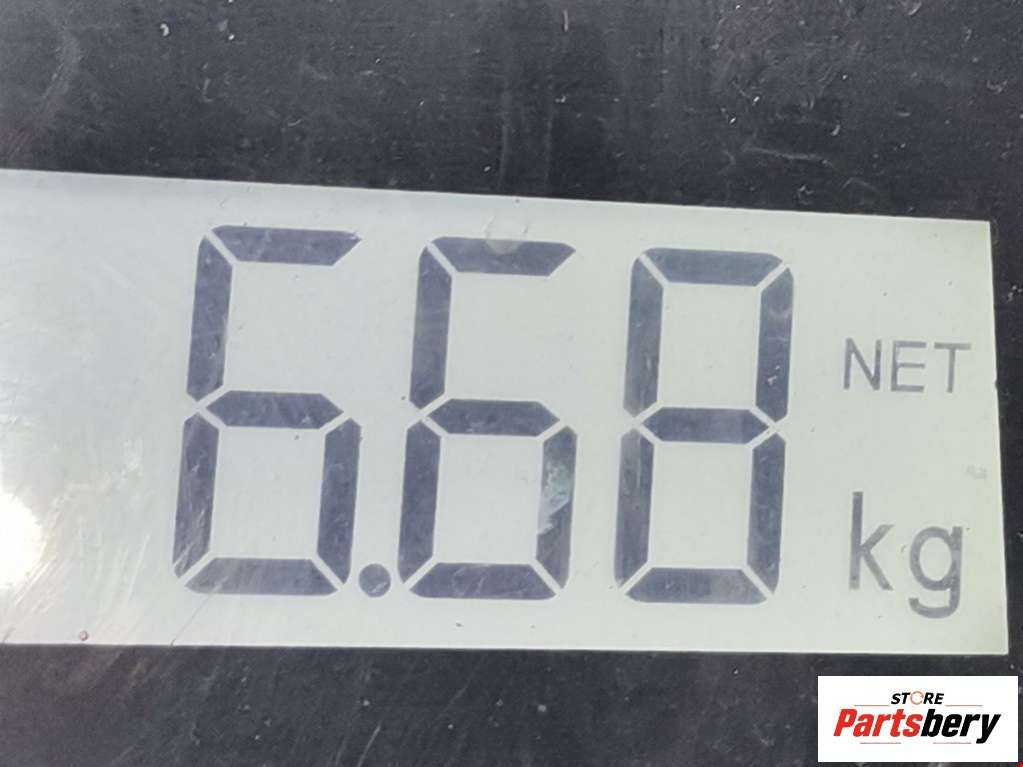 6.68 NET
kg
STORE
Partsbery